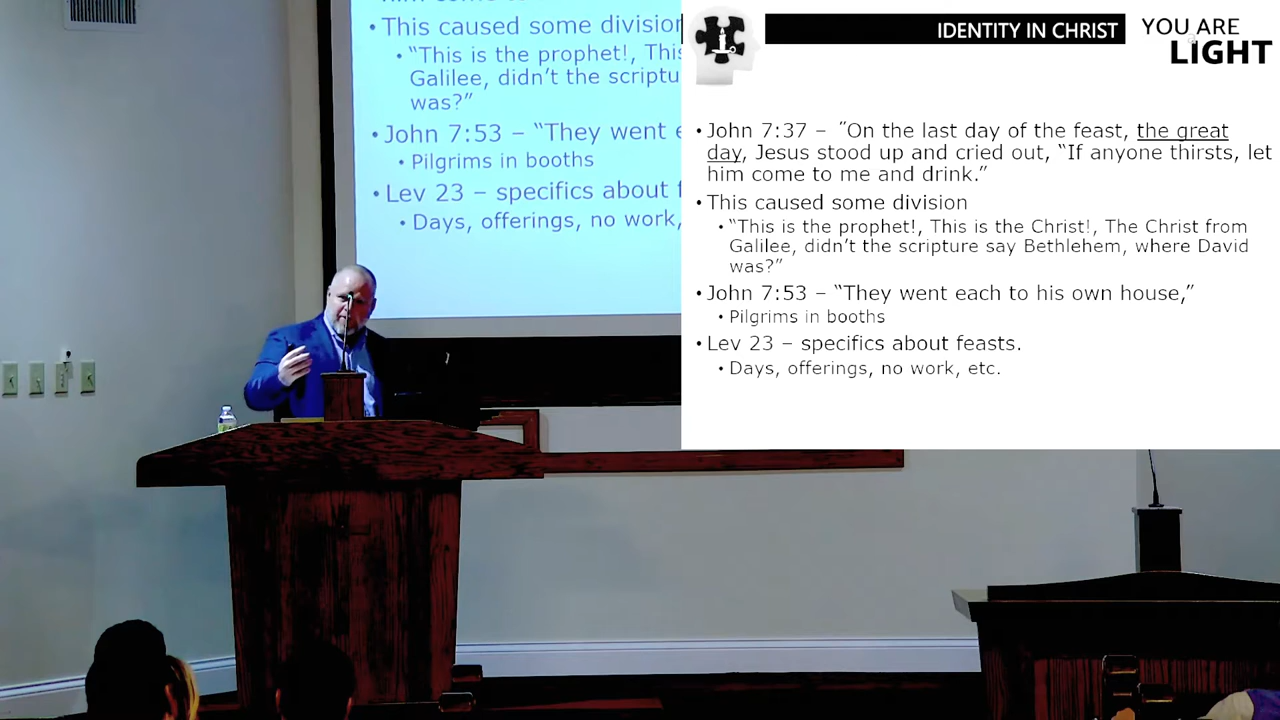 him come to
This caused some division
• "This is the prophet!, This
Galilee, didn't the scriptu
was?"
• John 7:53 – "They went e
• Pilgrims in booths
• Lev 23 – specifics about f
• Days, offerings, no work,
IDENTITY IN CHRIST
YOU ARE
LIGHT
• John 7:37 – "On the last day of the feast, the great
day, Jesus stood up and cried out, "If anyone thirsts, let
him come to me and drink."
• This caused some division
• "This is the prophet!, This is the Christ!, The Christ from
Galilee, didn't the scripture say Bethlehem, where David
was?"
• John 7:53 – "They went each to his own house,"
• Pilgrims in booths
• Lev 23 – specifics about feasts.
• Days, offerings, no work, etc.